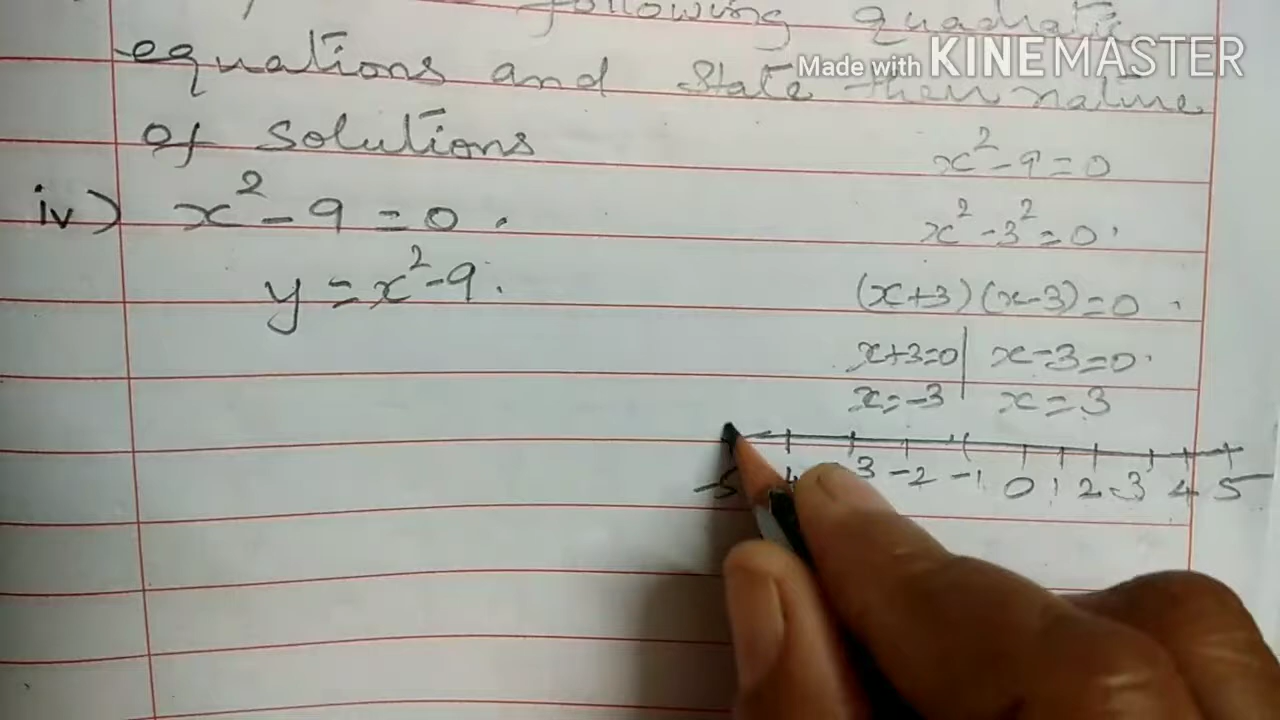 following quadratic
equations and state their nature
of solutions
iv) x² - 9 = 0.
y = x² - 9.
Made with KINEMASTER
x² - 9 = 0
x² - 3² = 0.
(x+3) (x-3) = 0.
x+3=0 | x-3=0.
x=-3 | x=3
-5 3 -2 -1 0 1 2 3 4 5